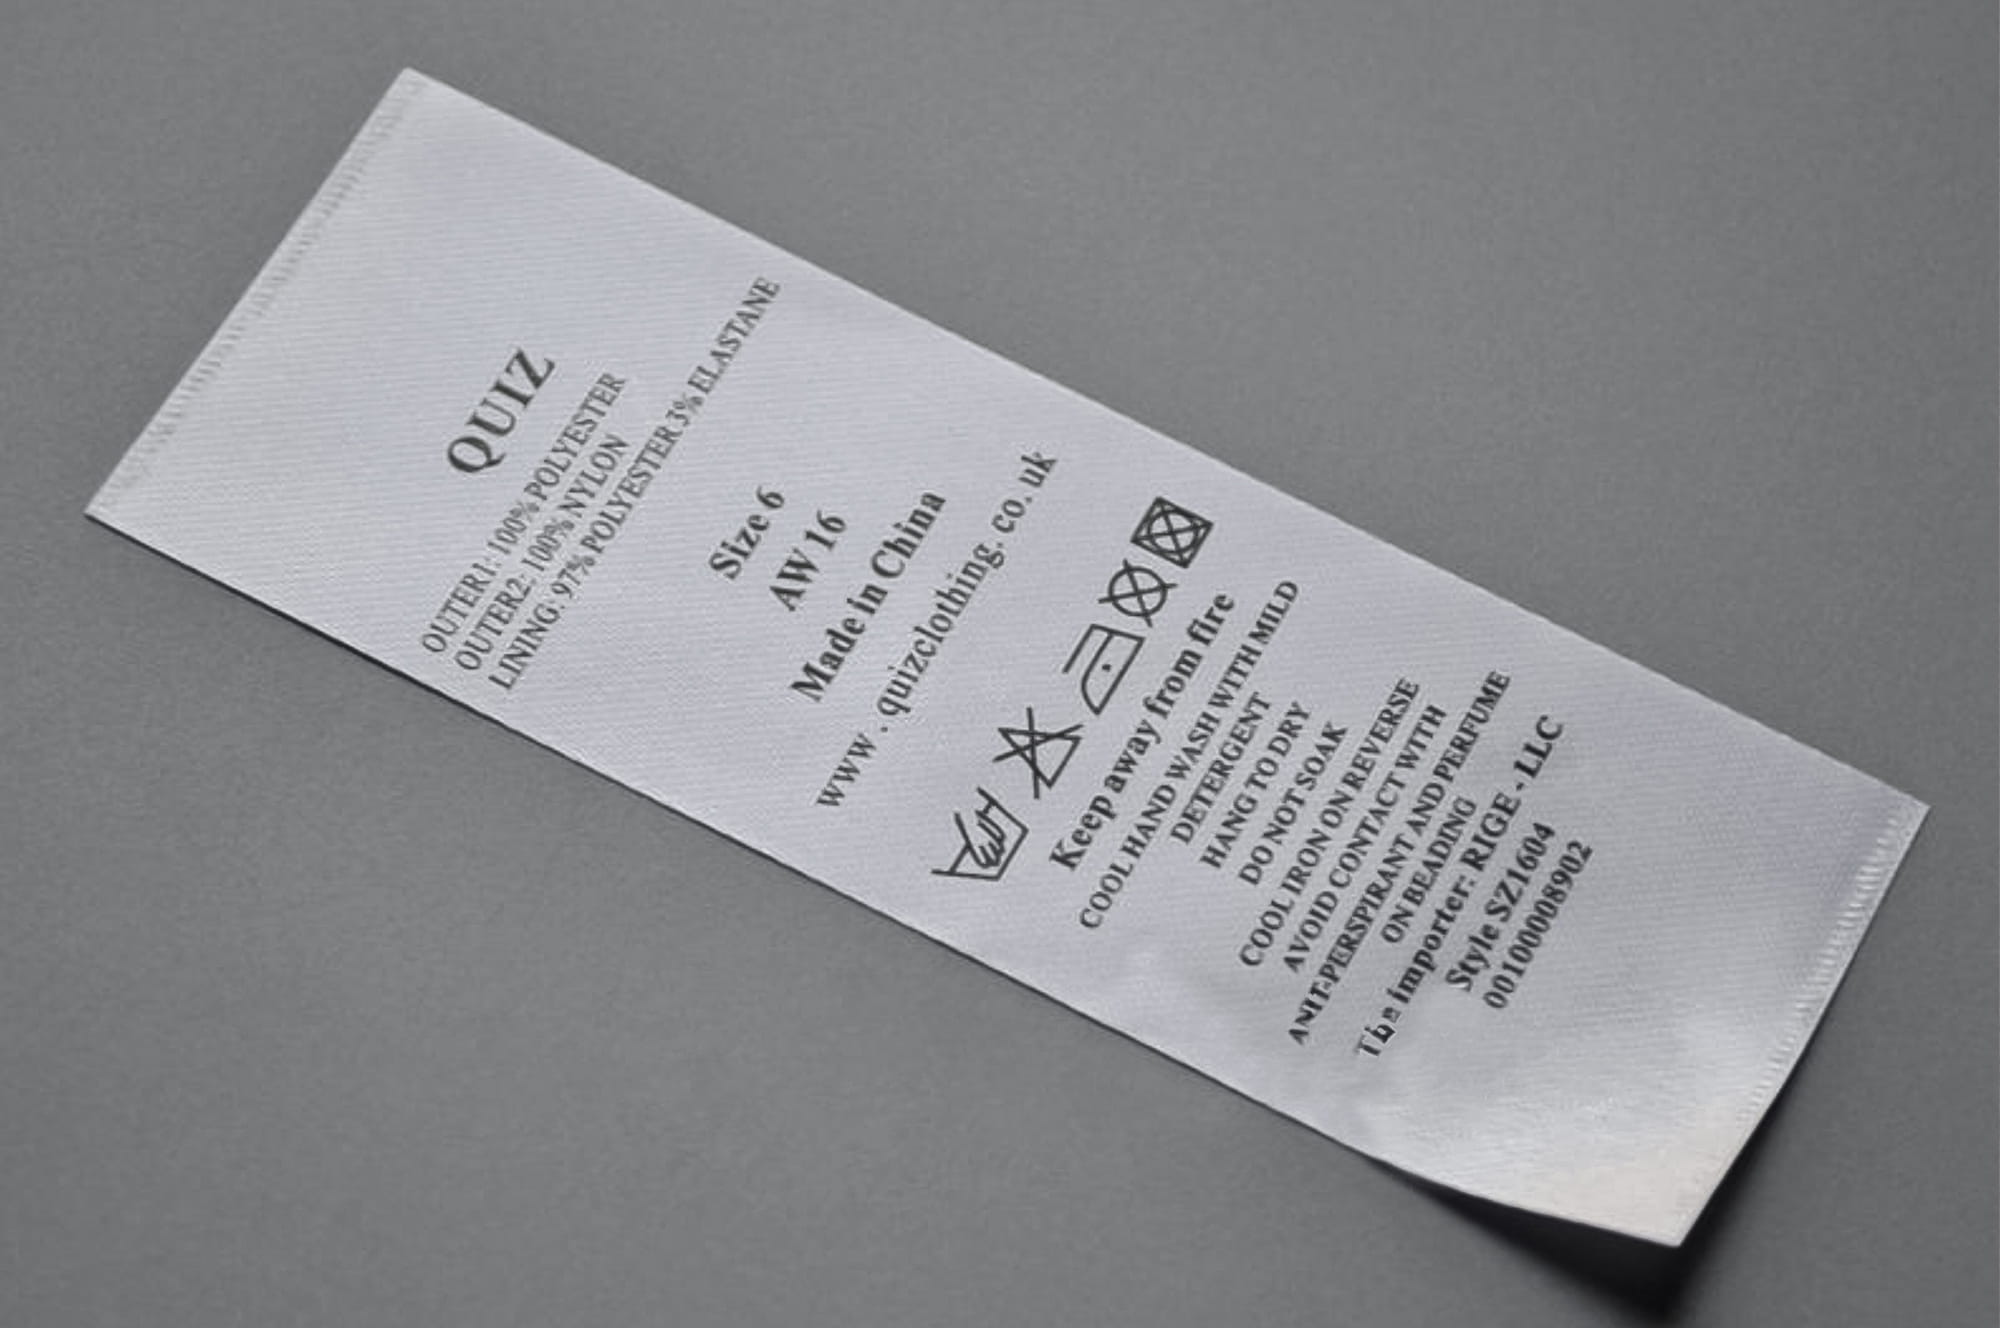 QUIZ
OUTER1: 100% POLYESTER
OUTER2: 100% NYLON
LINING: 97% POLYESTER 3% ELASTANE
Size 6
AW 16
Made in China
www.quizclothing.co.uk
Keep away from fire
COOL HAND WASH WITH MILD
DETERGENT
HANG TO DRY
DO NOT SOAK
COOL IRON ON REVERSE
AVOID CONTACT WITH
ANIT-PERSPIRANT AND PERFUME
ON BEADING
The importer: RIGE - LLC
Style SZ1604
001000008902